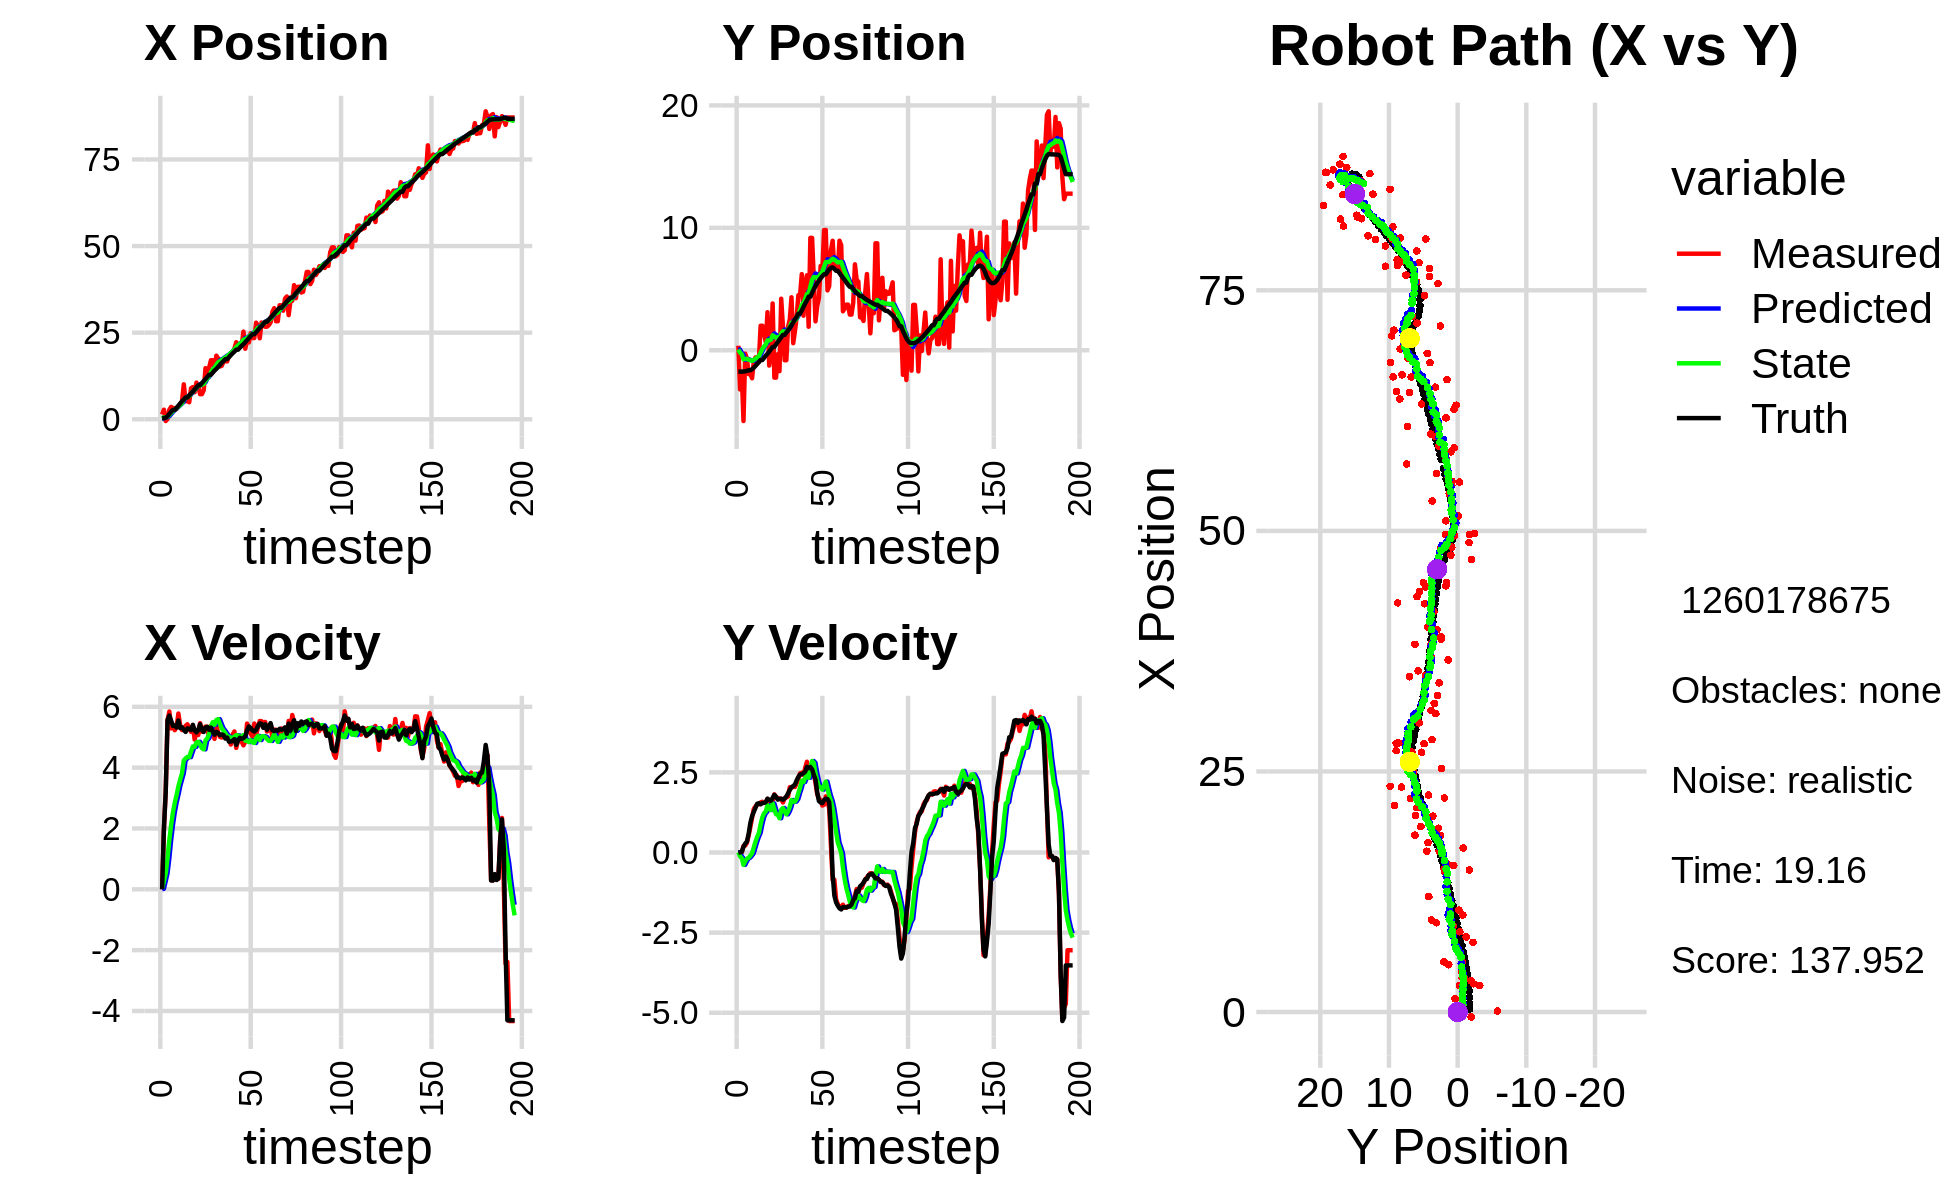 X Position
75
50
25
0
0
50
100
150
200
timestep
Y Position
20
10
0
0
50
100
150
200
timestep
X Velocity
6
4
2
0
-2
-4
0
50
100
150
200
timestep
Y Velocity
2.5
0.0
-2.5
-5.0
0
50
100
150
200
timestep
Robot Path (X vs Y)
X Position
75
50
25
0
20 10 0 -10 -20
Y Position
variable
Measured
Predicted
State
Truth
1260178675
Obstacles: none
Noise: realistic
Time: 19.16
Score: 137.952